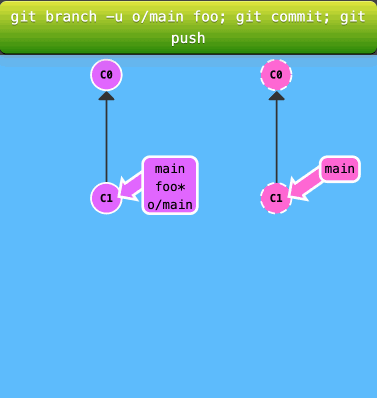 git branch -u o/main foo; git commit; git
push
C0
C0
main
foo*
o/main
main
C1
C1